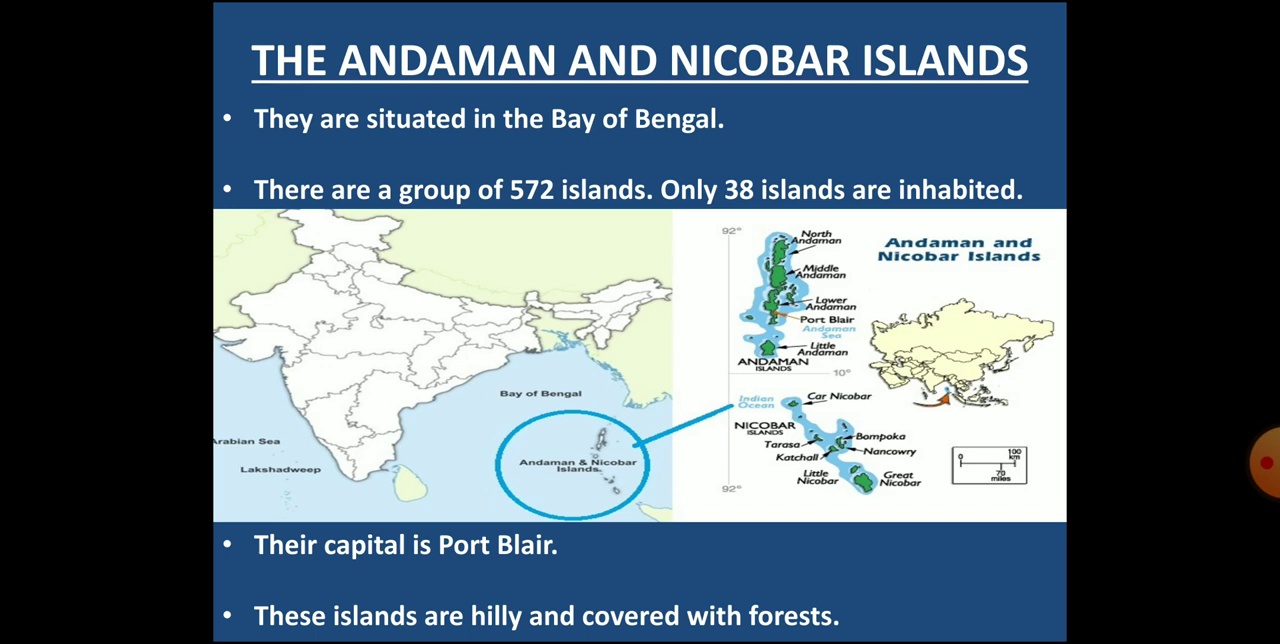 THE ANDAMAN AND NICOBAR ISLANDS
• They are situated in the Bay of Bengal.
• There are a group of 572 islands. Only 38 islands are inhabited.
Bay of Bengal
Arabian Sea
Lakshadweep
Andaman & Nicobar
Islands
Andaman and
Nicobar Islands
92°
North
Andaman
Middle
Andaman
Lower
Andaman
Port Blair
Andaman
Sea
Little
Andaman
ANDAMAN
ISLANDS
10°
Indian
Ocean
Car Nicobar
NICOBAR
ISLANDS
Tarasa
Bompoka
Katchall
Nancowry
Little
Nicobar
Great
Nicobar
92°
0 100
km
70
miles
• Their capital is Port Blair.
• These islands are hilly and covered with forests.